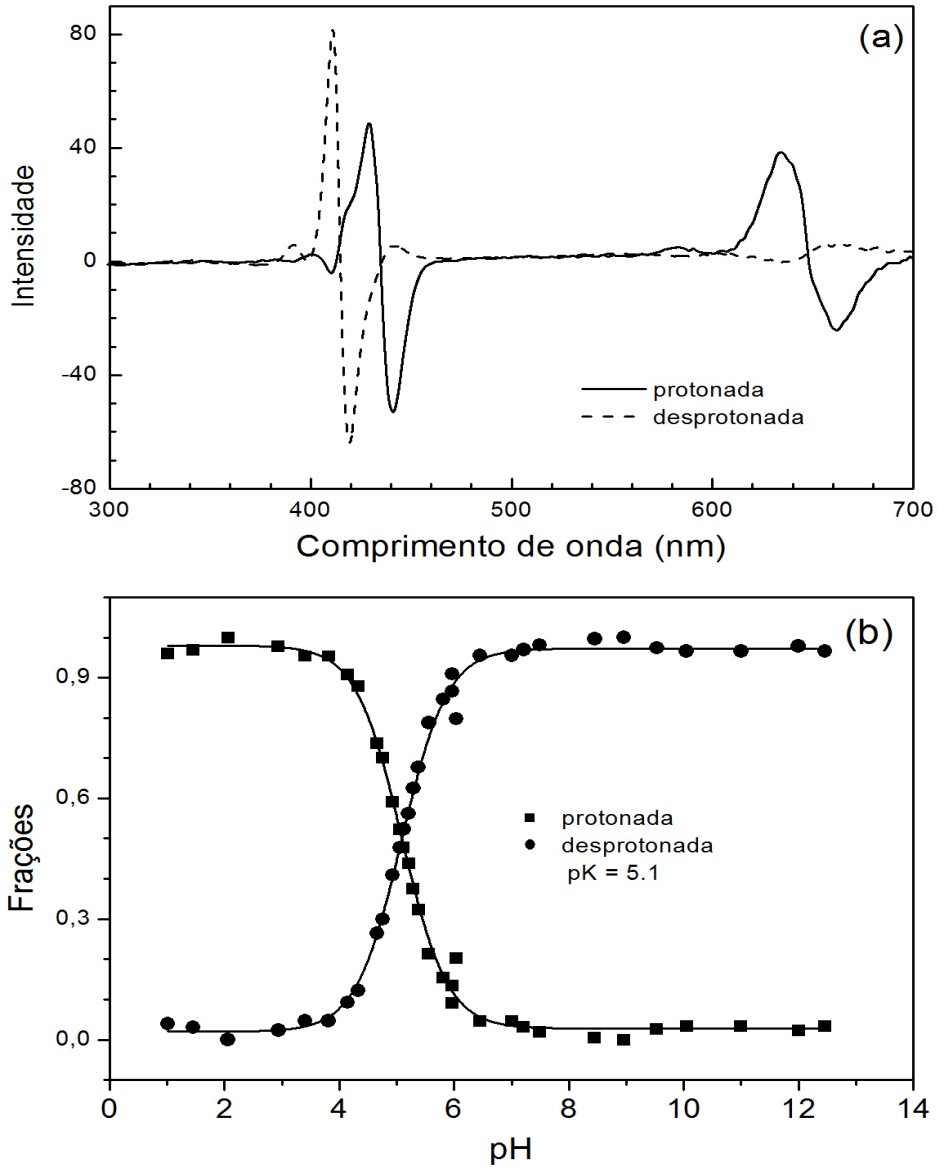 (a)
80
40
0
-40
-80
Intensidade
protonada
desprotonada
300 400 500 600 700
Comprimento de onda (nm)
(b)
0,9
0,6
0,3
0,0
Frações
protonada
desprotonada
pK = 5.1
0 2 4 6 8 10 12 14
pH